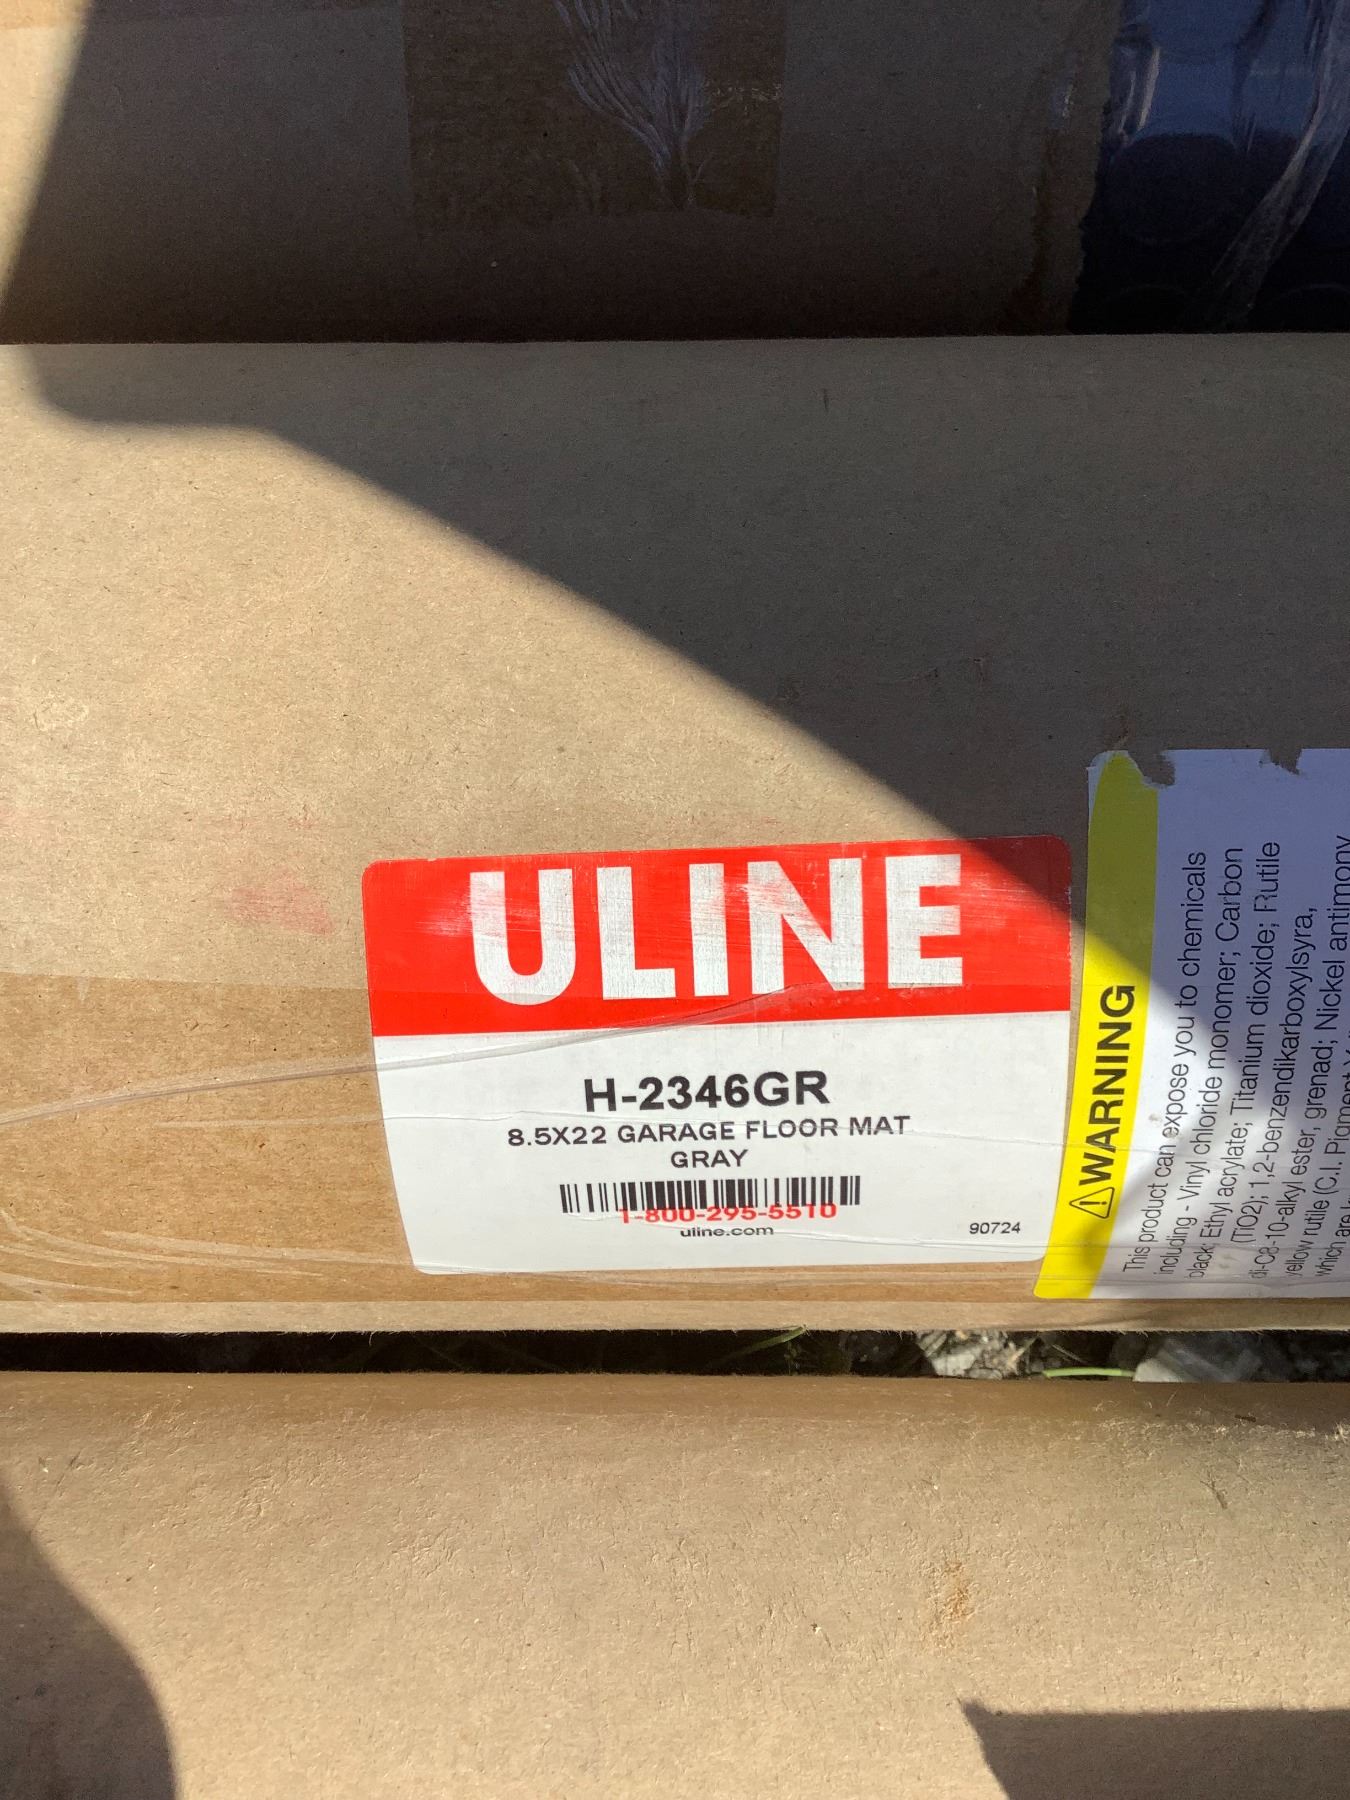 ULINE
H-2346GR
8.5X22 GARAGE FLOOR MAT
GRAY
1-800-295-5510
uline.com
90724
⚠WARNING
This product can expose you to chemicals
including - Vinyl chloride monomer; Carbon
black; Ethyl acrylate; Titanium dioxide; Rutile
(TiO2); 1,2-benzendikarboxylsyra,
di-C8-10-alkyl ester, grenad; Nickel antimony
yellow rutile (C.I. Pigment
which are